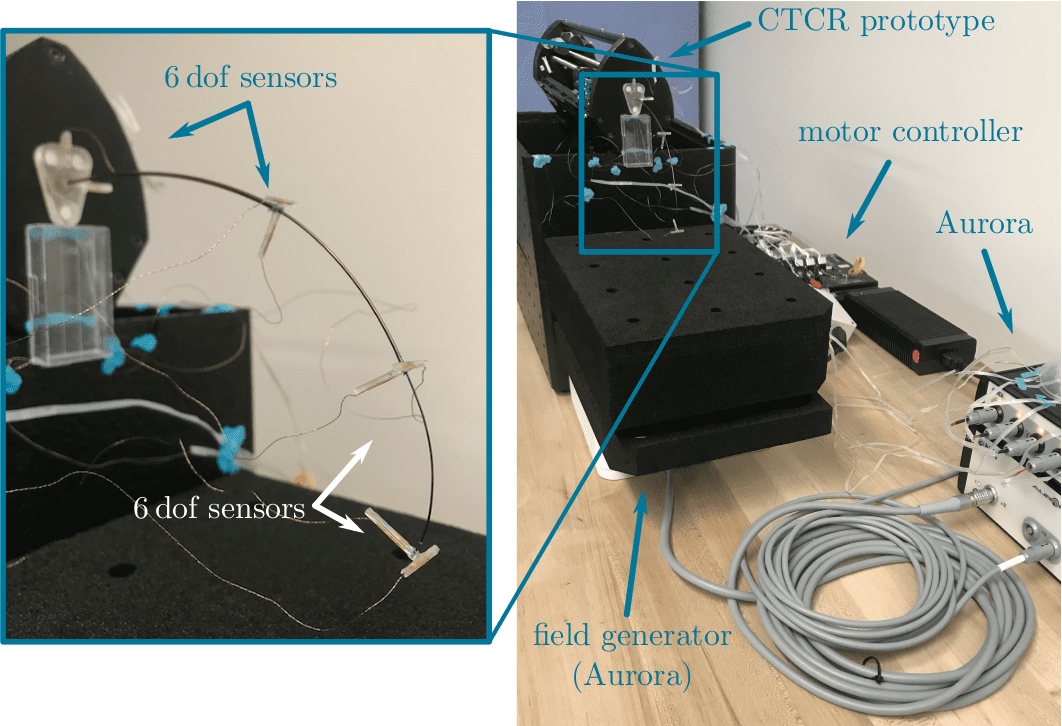 6 dof sensors
6 dof sensors
CTCR prototype
motor controller
Aurora
field generator
(Aurora)